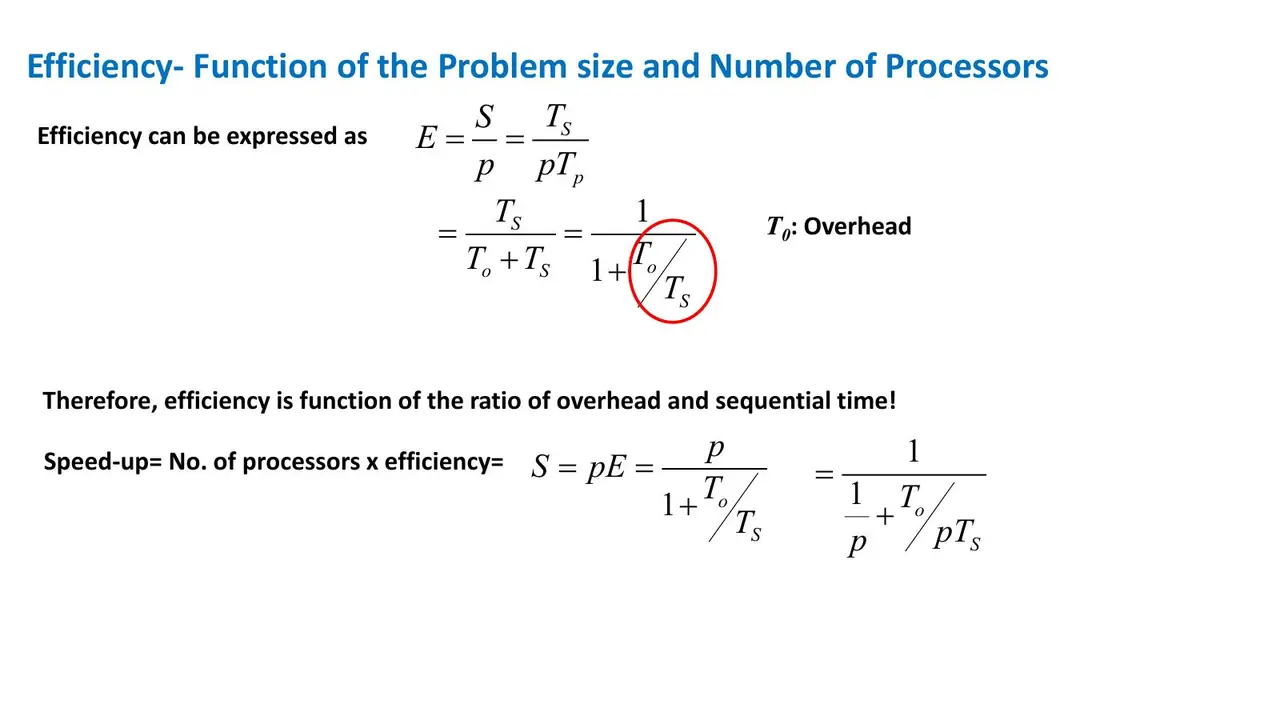 Efficiency- Function of the Problem size and Number of Processors
Efficiency can be expressed as E = S/p = T_S/pT_p
= T_S/(T_o + T_S) = 1/(1 + T_o/T_S) T_0: Overhead
Therefore, efficiency is function of the ratio of overhead and sequential time!
Speed-up= No. of processors x efficiency= S = pE = p/(1 + T_o/T_S) = 1/(1/p + T_o/pT_S)